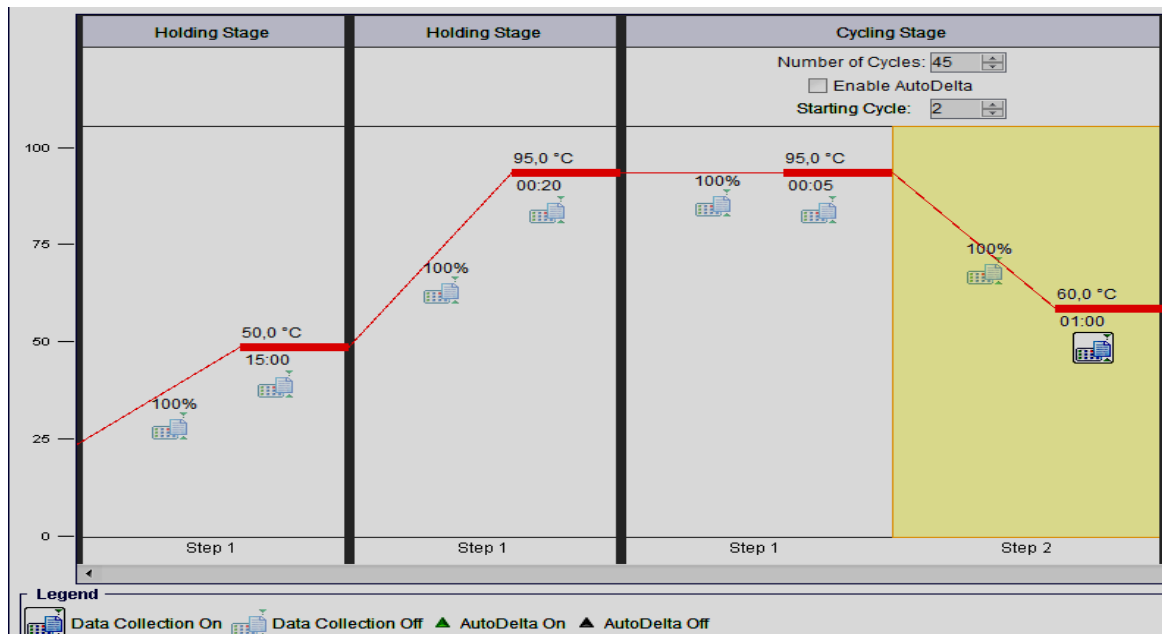 Holding Stage Holding Stage Cycling Stage
Number of Cycles: 45
Enable AutoDelta
Starting Cycle: 2
100
95,0 °C 95,0 °C
00:20 100% 00:05
75
100% 100%
60,0 °C
50,0 °C 01:00
50
15:00
100%
25
0
Step 1 Step 1 Step 1 Step 2
Legend
Data Collection On Data Collection Off AutoDelta On AutoDelta Off